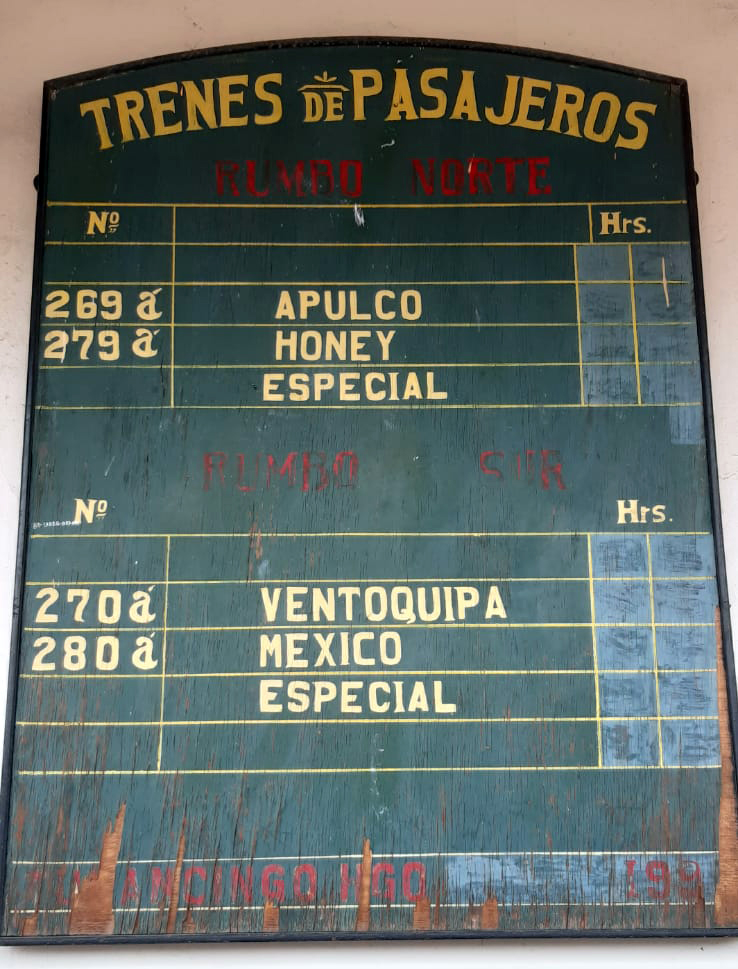 TRENES DE PASAJEROS
RUMBO NORTE
Nº Hrs.
269 á APULCO
279 á HONEY
ESPECIAL
RUMBO SUR
Nº Hrs.
270 á VENTOQUIPA
280 á MEXICO
ESPECIAL
HGO 199